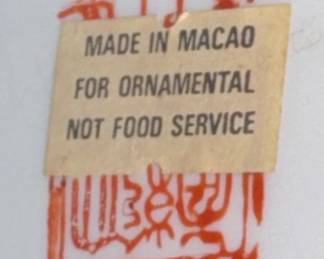 MADE IN MACAO
FOR ORNAMENTAL
NOT FOOD SERVICE